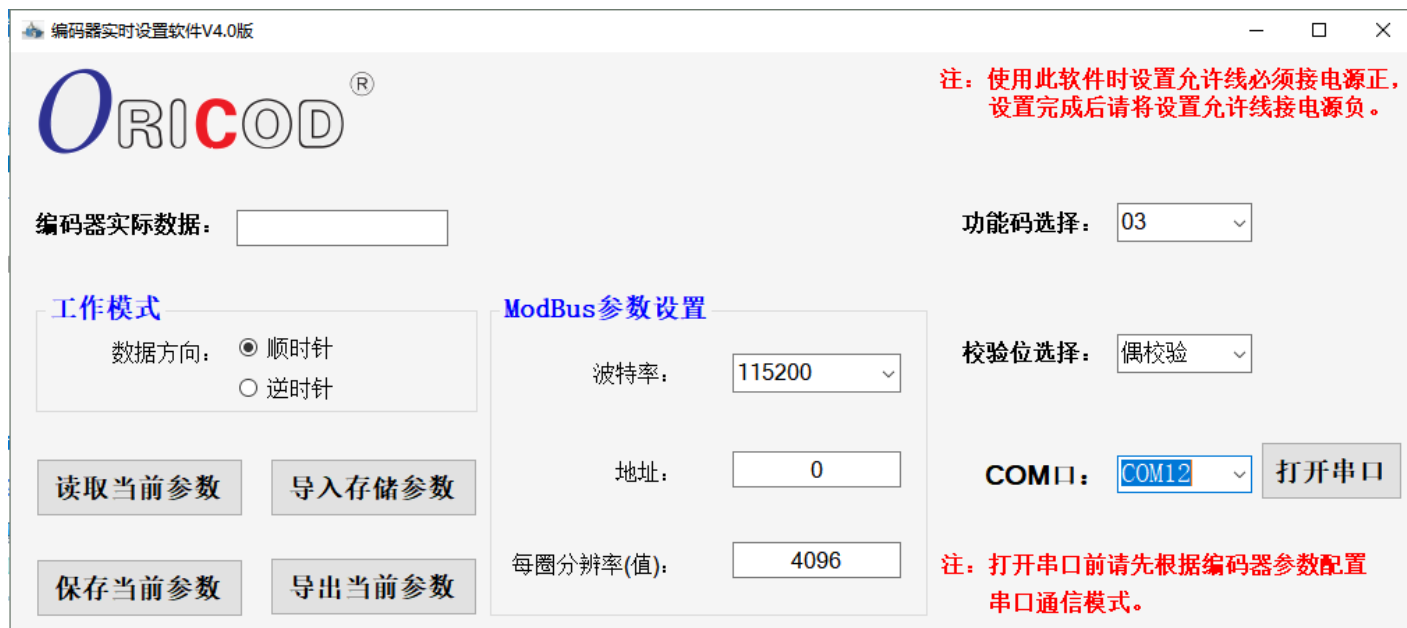 编码器实时设置软件V4.0版
ORICOD®
注：使用此软件时设置允许线必须接电源正，
设置完成后请将设置允许线接电源负。
编码器实际数据：
功能码选择： 03
工作模式
数据方向： 顺时针
逆时针
ModBus参数设置
波特率： 115200
地址： 0
每圈分辨率(值)： 4096
校验位选择： 偶校验
COM口： COM12 打开串口
读取当前参数 导入存储参数
保存当前参数 导出当前参数
注：打开串口前请先根据编码器参数配置
串口通信模式。